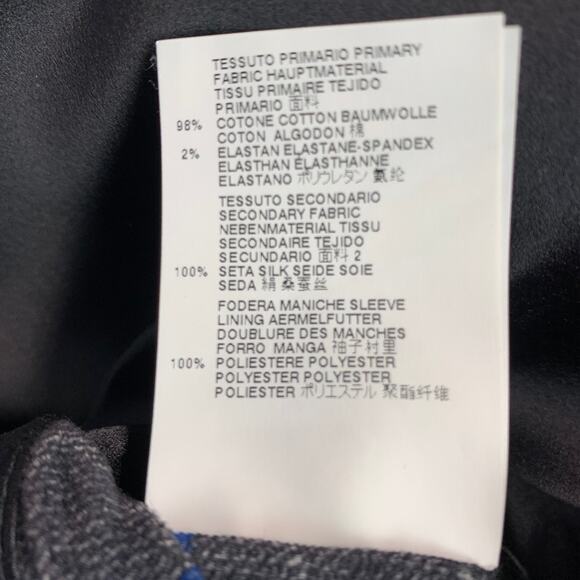 TESSUTO PRIMARIO PRIMARY
FABRIC HAUPTMATERIAL
TISSU PRIMAIRE TEJIDO
PRIMARIO 面料
98% COTONE COTTON BAUMWOLLE
COTON ALGODON 棉
2% ELASTAN ELASTANE-SPANDEX
ELASTHAN ÉLASTHANNE
ELASTANO ポリウレタン 氨纶
TESSUTO SECONDARIO
SECONDARY FABRIC
NEBENMATERIAL TISSU
SECONDAIRE TEJIDO
SECUNDARIO 面料 2
100% SETA SILK SEIDE SOIE
SEDA 絹 桑蚕丝
FODERA MANICHE SLEEVE
LINING AERMELFUTTER
DOUBLURE DES MANCHES
FORRO MANGA 袖子衬里
100% POLIESTERE POLYESTER
POLYESTER POLYESTER
POLIESTER ポリエステル 聚酯纤维